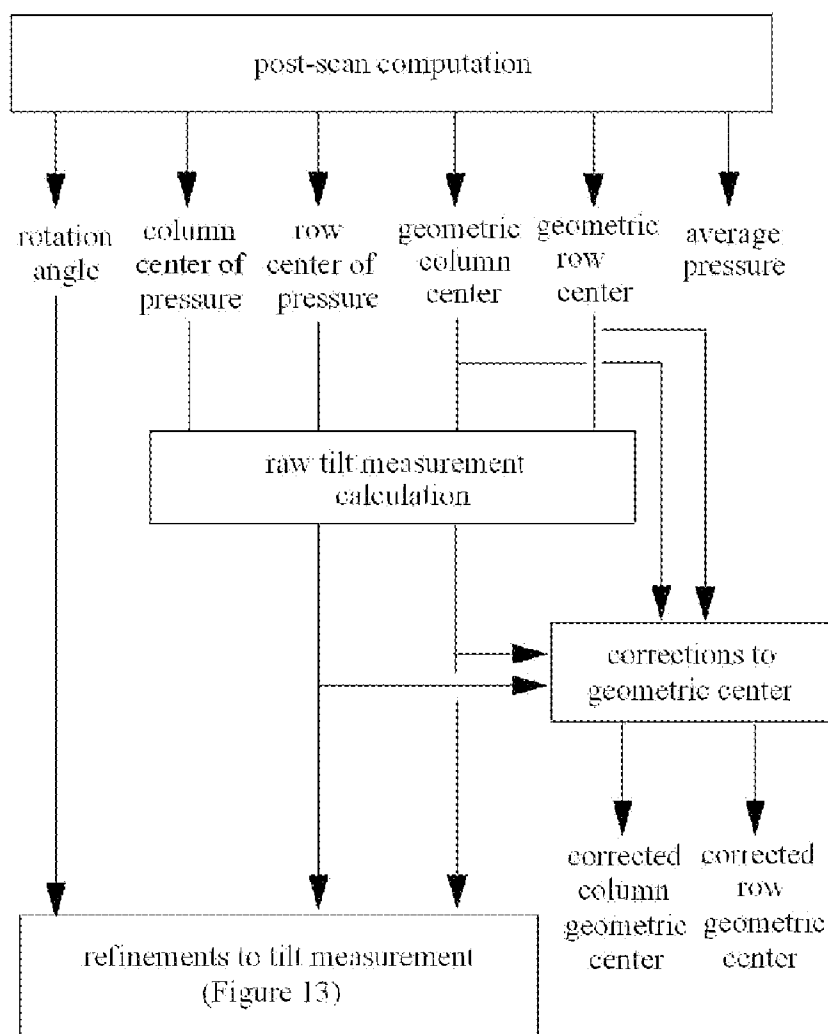 post-scan computation
rotation
angle
column
center of
pressure
row
center of
pressure
geometric
column
center
geometric
row
center
average
pressure
raw tilt measurement
calculation
corrections to
geometric center
corrected
column
geometric
center
corrected
row
geometric
center
refinements to tilt measurement
(Figure 13)